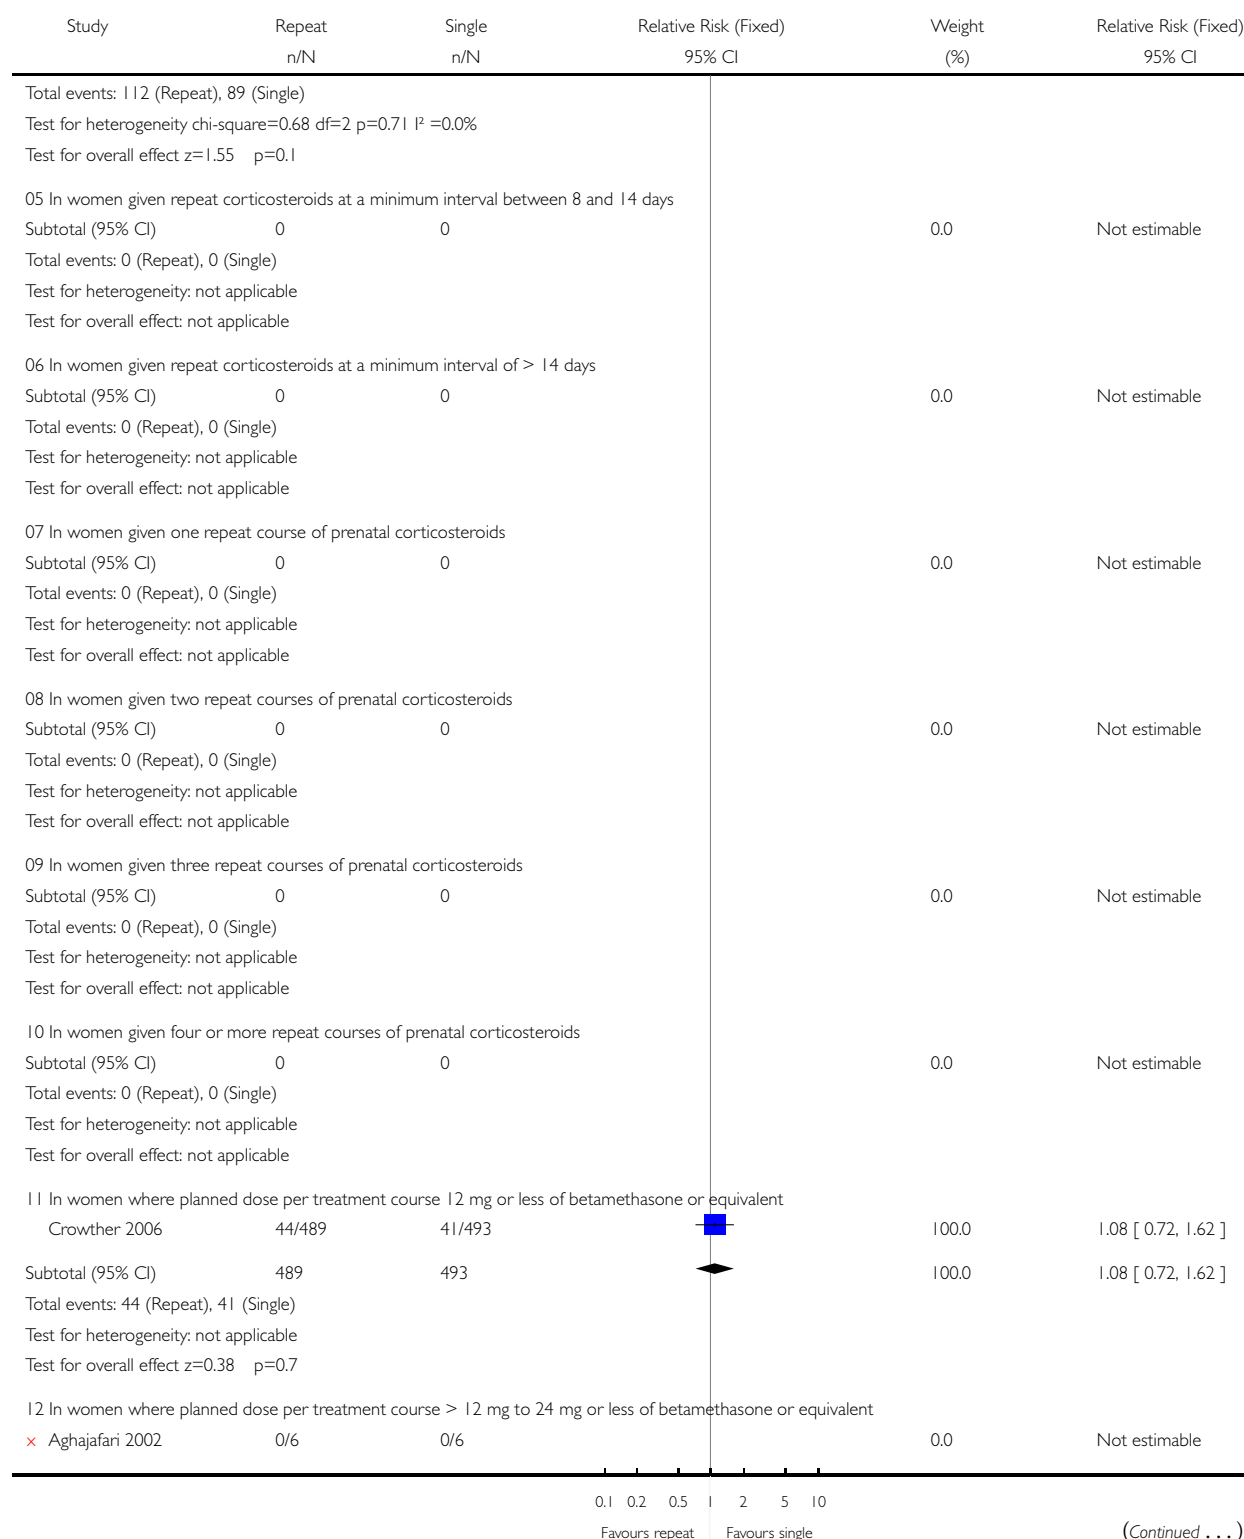 Study Repeat Single Relative Risk (Fixed) Weight Relative Risk (Fixed)
n/N n/N 95% CI (%) 95% CI
Total events: 112 (Repeat), 89 (Single)
Test for heterogeneity chi-square=0.68 df=2 p=0.71 I² =0.0%
Test for overall effect z=1.55 p=0.1
05 In women given repeat corticosteroids at a minimum interval between 8 and 14 days
Subtotal (95% CI) 0 0 0.0 Not estimable
Total events: 0 (Repeat), 0 (Single)
Test for heterogeneity: not applicable
Test for overall effect: not applicable
06 In women given repeat corticosteroids at a minimum interval of > 14 days
Subtotal (95% CI) 0 0 0.0 Not estimable
Total events: 0 (Repeat), 0 (Single)
Test for heterogeneity: not applicable
Test for overall effect: not applicable
07 In women given one repeat course of prenatal corticosteroids
Subtotal (95% CI) 0 0 0.0 Not estimable
Total events: 0 (Repeat), 0 (Single)
Test for heterogeneity: not applicable
Test for overall effect: not applicable
08 In women given two repeat courses of prenatal corticosteroids
Subtotal (95% CI) 0 0 0.0 Not estimable
Total events: 0 (Repeat), 0 (Single)
Test for heterogeneity: not applicable
Test for overall effect: not applicable
09 In women given three repeat courses of prenatal corticosteroids
Subtotal (95% CI) 0 0 0.0 Not estimable
Total events: 0 (Repeat), 0 (Single)
Test for heterogeneity: not applicable
Test for overall effect: not applicable
10 In women given four or more repeat courses of prenatal corticosteroids
Subtotal (95% CI) 0 0 0.0 Not estimable
Total events: 0 (Repeat), 0 (Single)
Test for heterogeneity: not applicable
Test for overall effect: not applicable
11 In women where planned dose per treatment course 12 mg or less of betamethasone or equivalent
Crowther 2006 44/489 41/493 100.0 1.08 [ 0.72, 1.62 ]
Subtotal (95% CI) 489 493 100.0 1.08 [ 0.72, 1.62 ]
Total events: 44 (Repeat), 41 (Single)
Test for heterogeneity: not applicable
Test for overall effect z=0.38 p=0.7
12 In women where planned dose per treatment course > 12 mg to 24 mg or less of betamethasone or equivalent
× Aghajafari 2002 0/6 0/6 0.0 Not estimable
0.1 0.2 0.5 1 2 5 10
Favours repeat Favours single (Continued . . . )